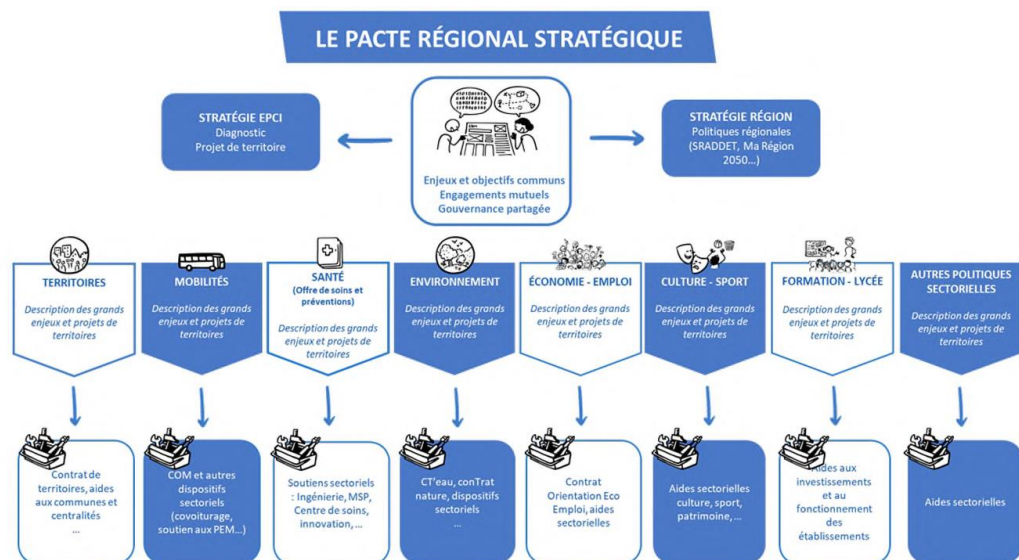 LE PACTE RÉGIONAL STRATÉGIQUE
STRATÉGIE EPCI
Diagnostic
Projet de territoire
Enjeux et objectifs communs
Engagements mutuels
Gouvernance partagée
STRATÉGIE RÉGION
Politiques régionales
(SRADDET, Ma Région
2050...)
TERRITOIRES
Description des grands
enjeux et projets de
territoires
MOBILITÉS
Description des grands
enjeux et projets de
territoires
SANTÉ
(Offre de soins et
préventions)
Description des grands
enjeux et projets de
territoires
ENVIRONNEMENT
Description des grands
enjeux et projets de
territoires
ÉCONOMIE - EMPLOI
Description des grands
enjeux et projets de
territoires
CULTURE - SPORT
Description des grands
enjeux et projets de
territoires
FORMATION - LYCÉE
Description des grands
enjeux et projets de
territoires
AUTRES POLITIQUES
SECTORIELLES
Description des grands
enjeux et projets de
territoires
Contrat de
territoires, aides
aux communes et
centralités
...
COM et autres
dispositifs
sectoriels
(covoiturage,
soutien aux PEM...)
Soutiens sectoriels
: Ingénierie, MSP,
Centre de soins,
innovation, ...
CT'eau, conTrat
nature, dispositifs
sectoriels
...
Contrat
Orientation Eco
Emploi, aides
sectorielles
Aides sectorielles
culture, sport,
patrimoine, ...
Aides aux
investissements
et au
fonctionnement
des
établissements
Aides sectorielles